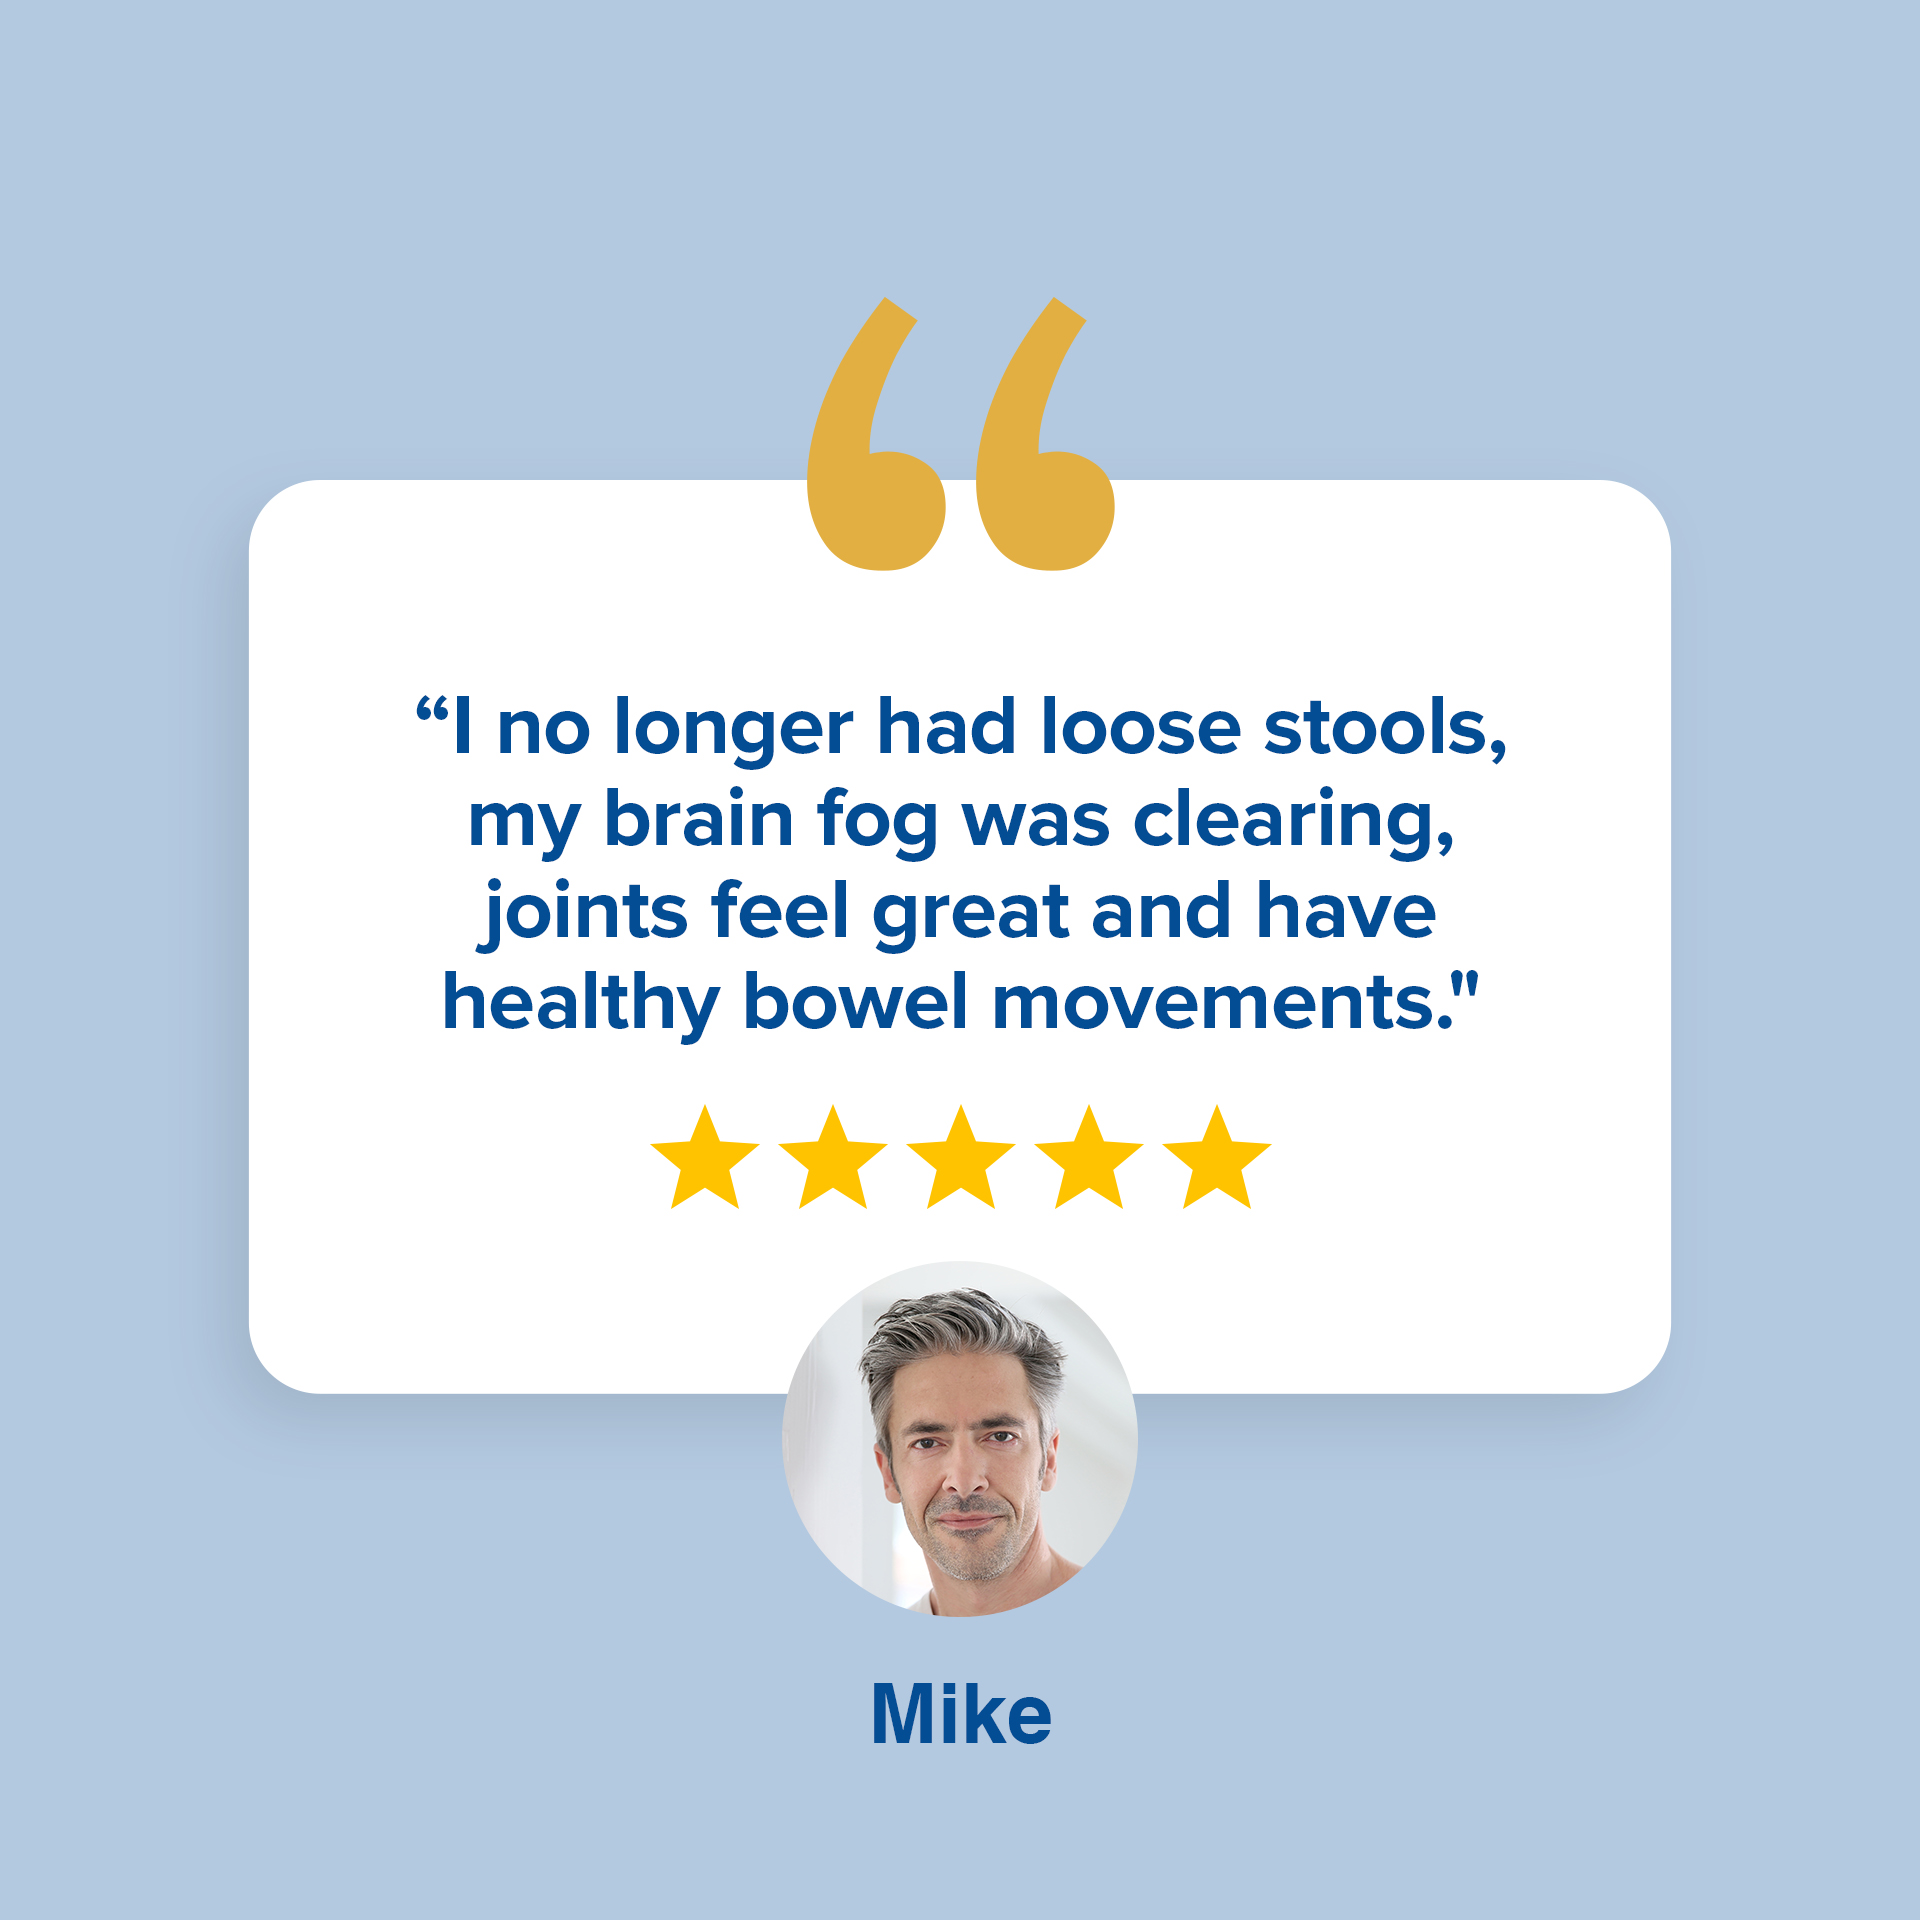 “I no longer had loose stools,
my brain fog was clearing,
joints feel great and have
healthy bowel movements."
Mike